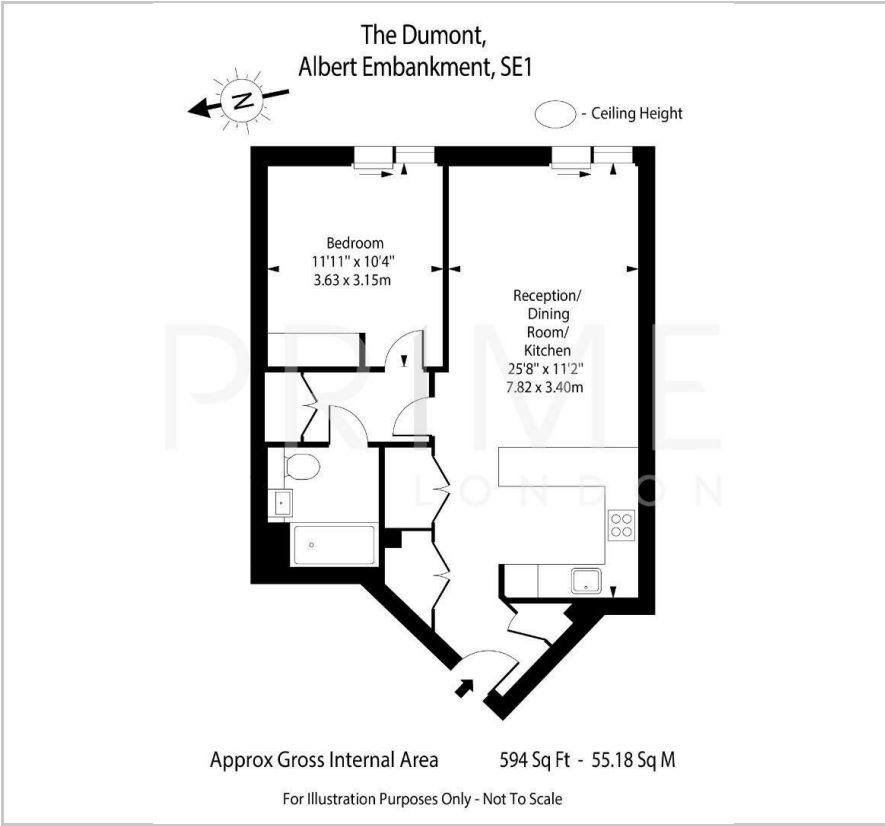 The Dumont,
Albert Embankment, SE1
N
- Ceiling Height
Bedroom
11'11" x 10'4"
3.63 x 3.15m
Reception/
Dining
Room/
Kitchen
25'8" x 11'2"
7.82 x 3.40m
PRIME
LONDON
Approx Gross Internal Area 594 Sq Ft - 55.18 Sq M
For Illustration Purposes Only - Not To Scale